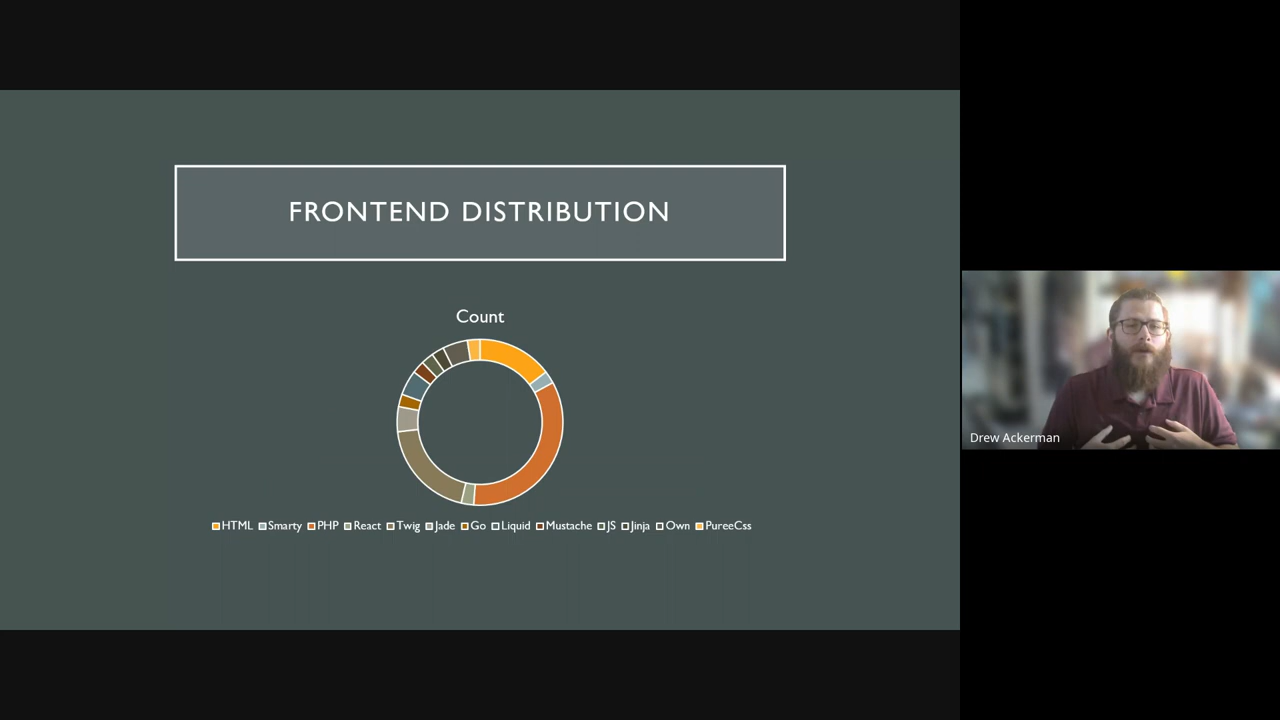 FRONTEND DISTRIBUTION
Count
HTML Smarty PHP React Twig Jade Go Liquid Mustache JS Jinja Own PureeCss
Drew Ackerman